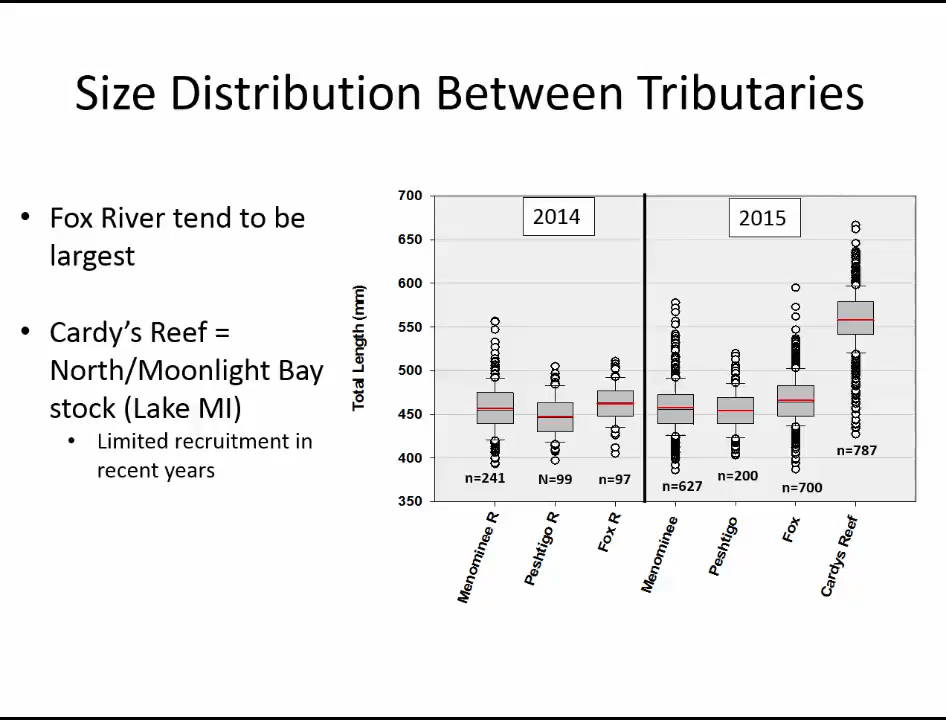 Size Distribution Between Tributaries
• Fox River tend to be
largest
• Cardy’s Reef =
North/Moonlight Bay
stock (Lake MI)
• Limited recruitment in
recent years
Total Length (mm)
700
650
600
550
500
450
400
350
2014
2015
n=241
N=99
n=97
n=627
n=200
n=700
n=787
Menominee R
Peshtigo R
Fox R
Menominee
Peshtigo
Fox
Cardys Reef